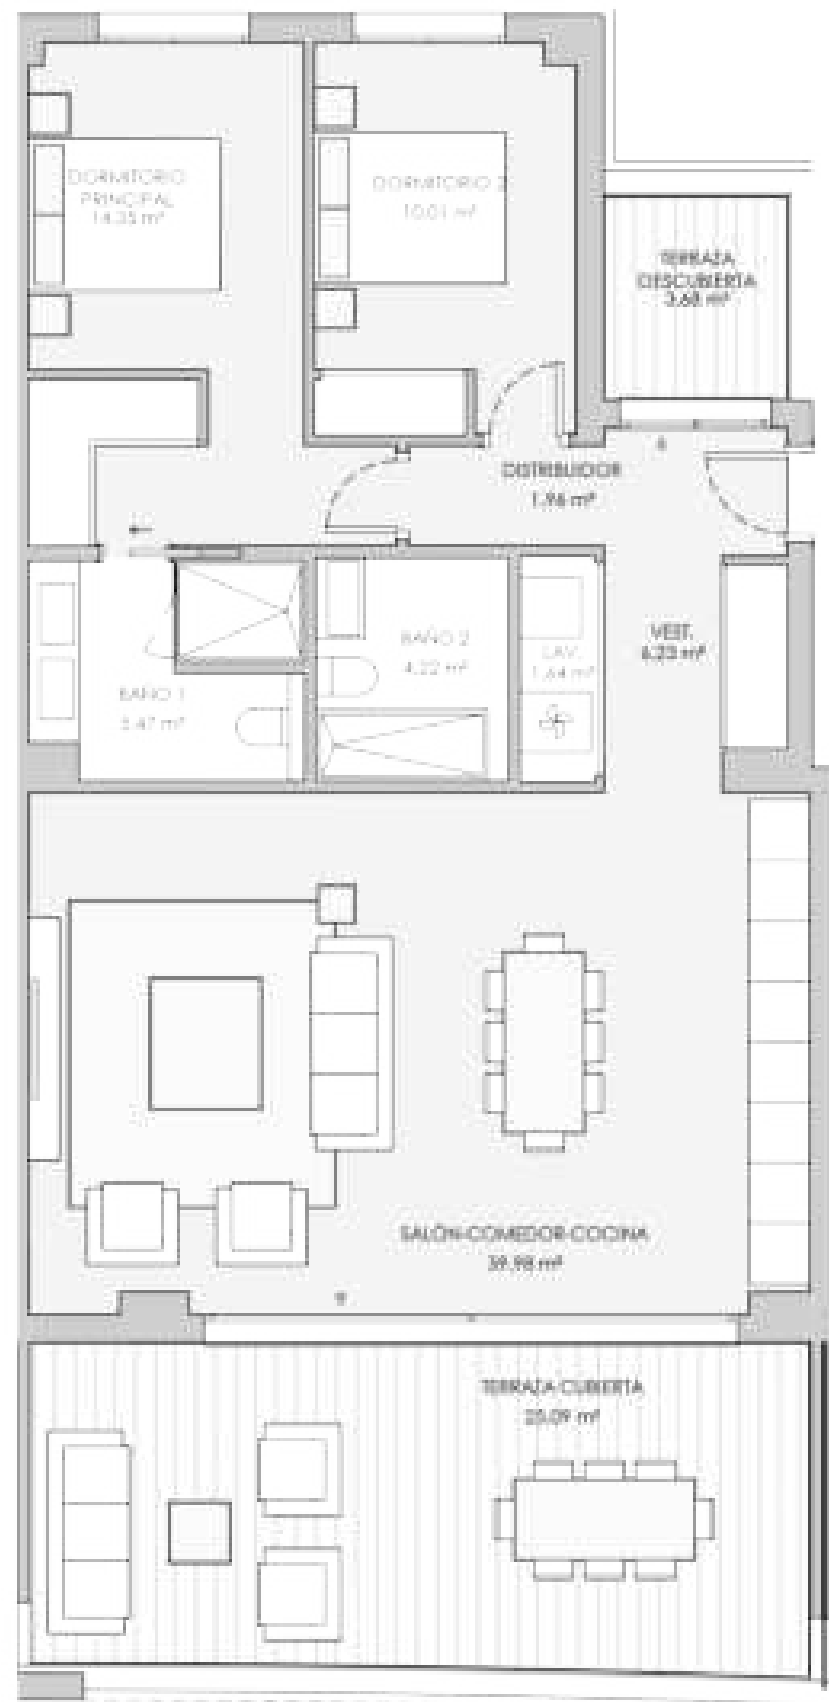 DORMITORIO
PRINCIPAL
14.35 m²
DORMITORIO 2
10.01 m²
TERRAZA
DESCUBIERTA
3.68 m²
DISTRIBUIDOR
1.96 m²
VEST.
6.23 m²
BAÑO 2
4.22 m²
LAV.
1.64 m²
BAÑO 1
5.47 m²
SALÓN-COMEDOR-COCINA
39.98 m²
TERRAZA CUBIERTA
25.09 m²